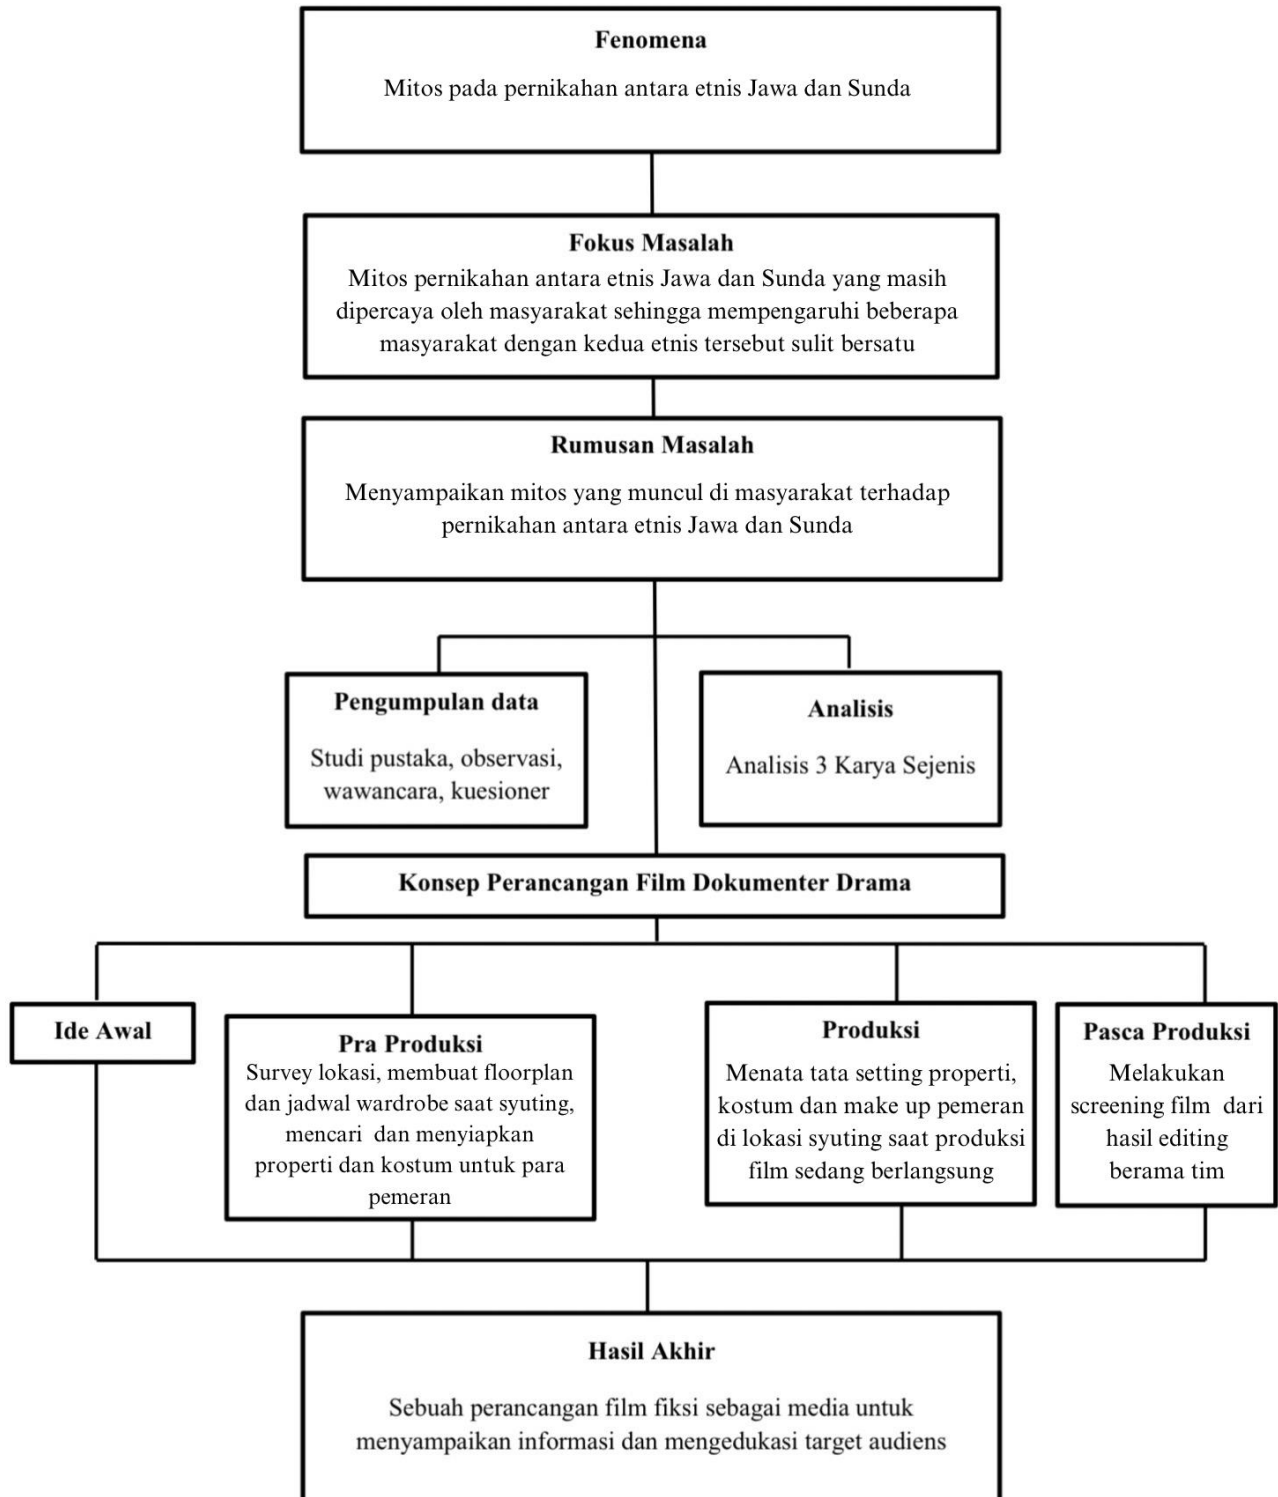 Fenomena
Mitos pada pernikahan antara etnis Jawa dan Sunda
Fokus Masalah
Mitos pernikahan antara etnis Jawa dan Sunda yang masih
dipercaya oleh masyarakat sehingga mempengaruhi beberapa
masyarakat dengan kedua etnis tersebut sulit bersatu
Rumusan Masalah
Menyampaikan mitos yang muncul di masyarakat terhadap
pernikahan antara etnis Jawa dan Sunda
Pengumpulan data
Studi pustaka, observasi,
wawancara, kuesioner
Analisis
Analisis 3 Karya Sejenis
Konsep Perancangan Film Dokumenter Drama
Ide Awal
Pra Produksi
Survey lokasi, membuat floorplan
dan jadwal wardrobe saat syuting,
mencari dan menyiapkan
properti dan kostum untuk para
pemeran
Produksi
Menata tata setting properti,
kostum dan make up pemeran
di lokasi syuting saat produksi
film sedang berlangsung
Pasca Produksi
Melakukan
screening film dari
hasil editing
berama tim
Hasil Akhir
Sebuah perancangan film fiksi sebagai media untuk
menyampaikan informasi dan mengedukasi target audiens